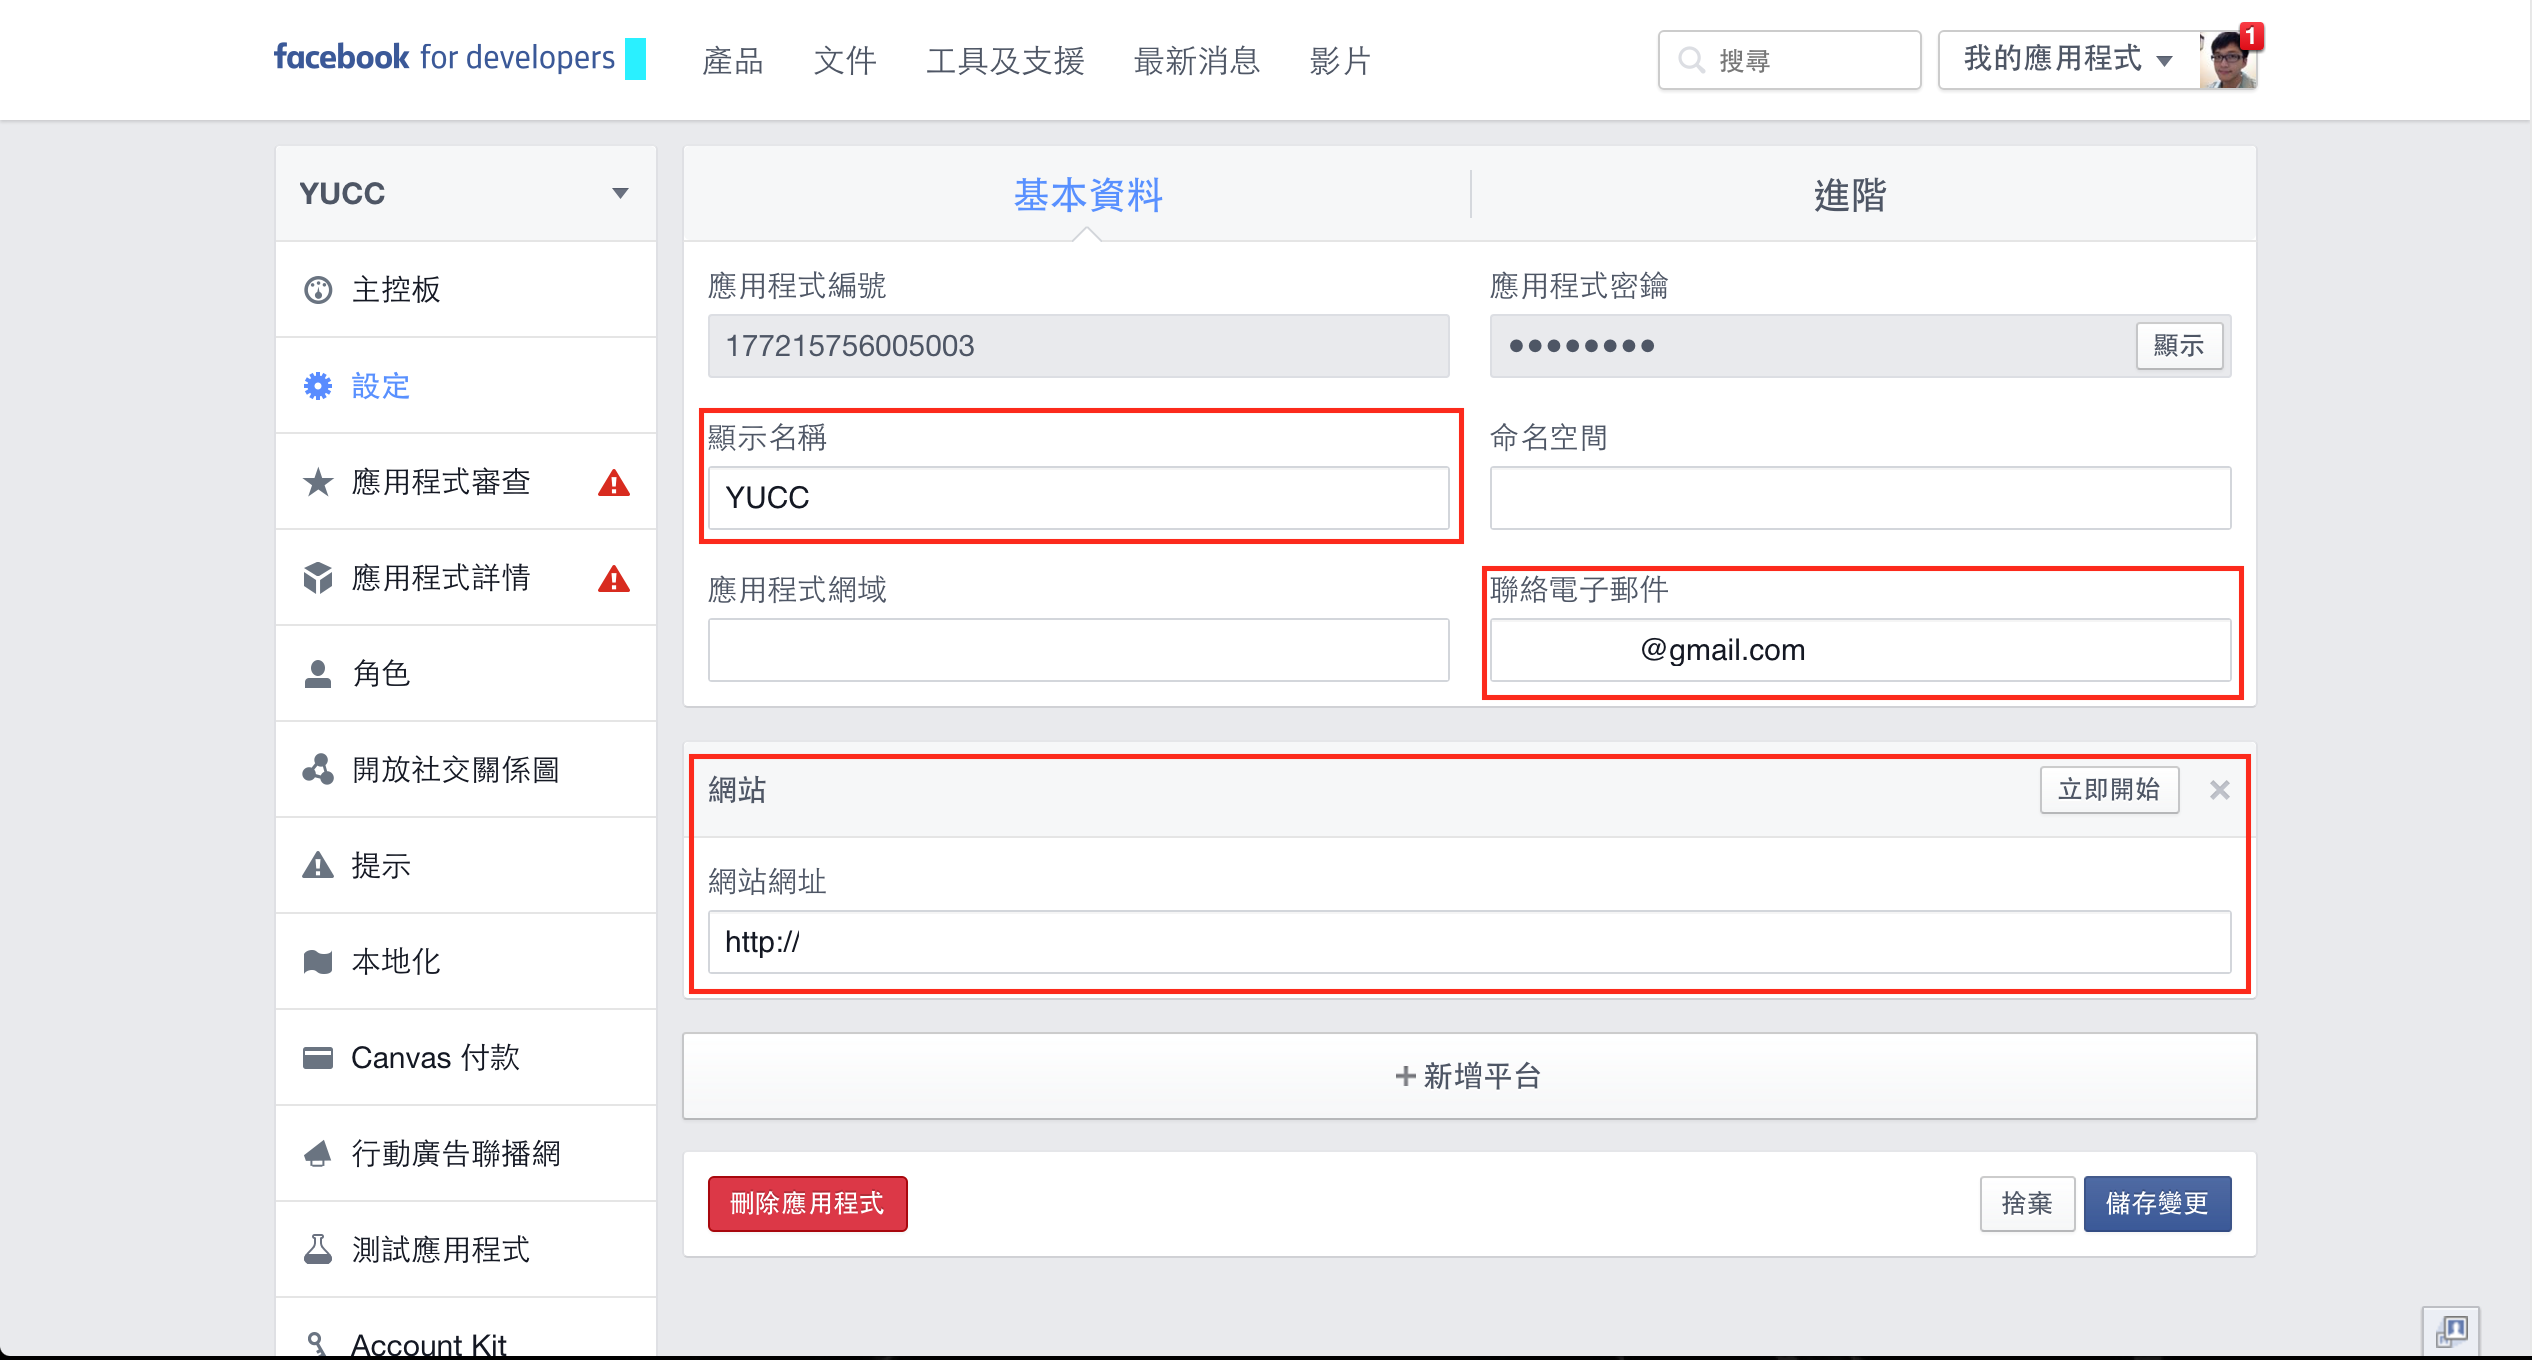 facebook for developers
產品 文件 工具及支援 最新消息 影片
搜尋
我的應用程式
1
YUCC
主控板
設定
應用程式審查
應用程式詳情
角色
開放社交關係圖
提示
本地化
Canvas 付款
行動廣告聯播網
測試應用程式
Account Kit
基本資料
進階
應用程式編號
177215756005003
應用程式密鑰
●●●●●●●●
顯示
顯示名稱
YUCC
命名空間
應用程式網域
聯絡電子郵件
@gmail.com
網站
立即開始
網站網址
http://
+新增平台
刪除應用程式
捨棄
儲存變更